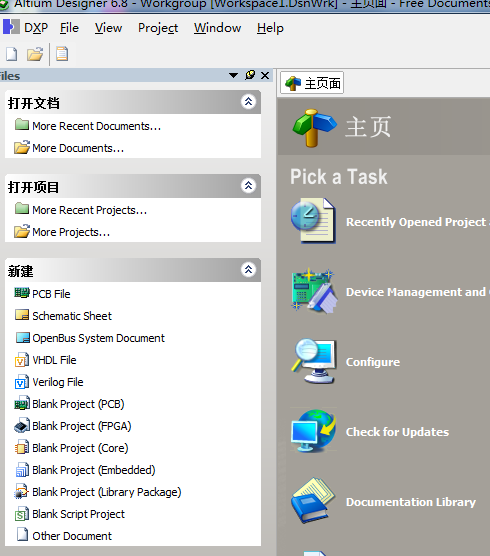 Altium Designer 6.8 - Workgroup [Workspace1.DsnWrk] - 主页面 - Free Documents
DXP File View Project Window Help
Files
主页面
打开文档
More Recent Documents...
More Documents...
打开项目
More Recent Projects...
More Projects...
新建
PCB File
Schematic Sheet
OpenBus System Document
VHDL File
Verilog File
Blank Project (PCB)
Blank Project (FPGA)
Blank Project (Core)
Blank Project (Embedded)
Blank Project (Library Package)
Blank Script Project
Other Document
主页
Pick a Task
Recently Opened Project
Device Management and
Configure
Check for Updates
Documentation Library